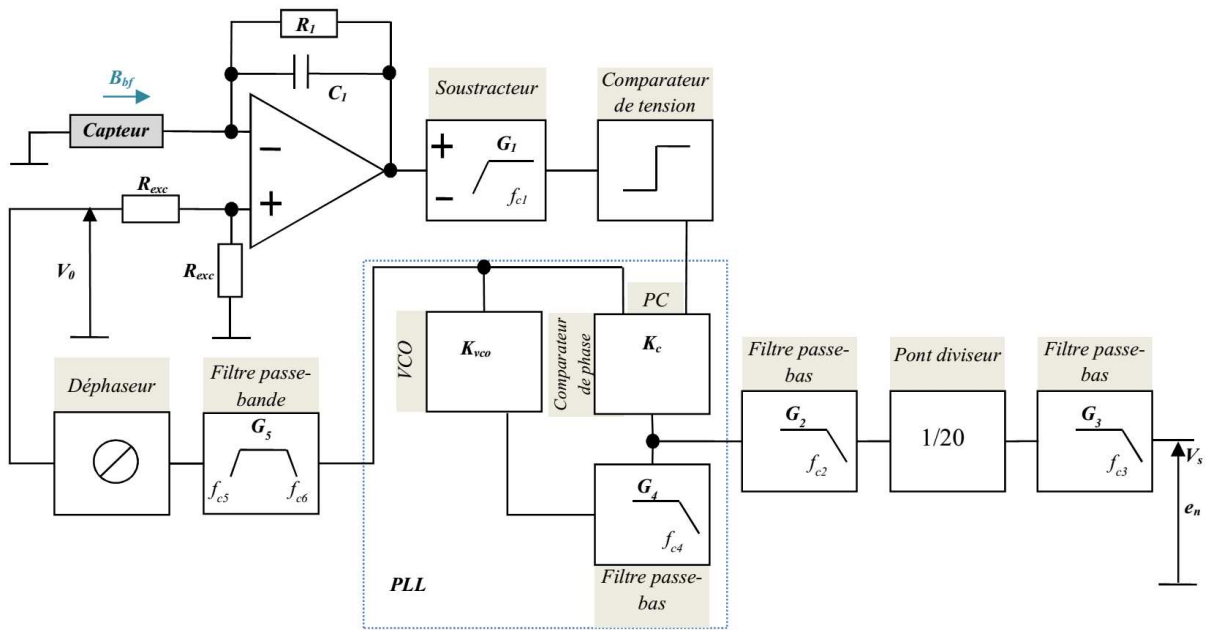 R1
Bbf
C1
Soustracteur
Comparateur
de tension
Capteur
−
+
G1
−
fc1
Rexc
+
V0
Rexc
PC
VCO
Kvco
Comparateur
de phase
Kc
Filtre passe-
bas
Pont diviseur
Filtre passe-
bas
Déphaseur
Filtre passe-
bande
G2
fc2
1/20
G3
fc3
Vs
G5
fc5
fc6
G4
fc4
en
PLL
Filtre passe-
bas